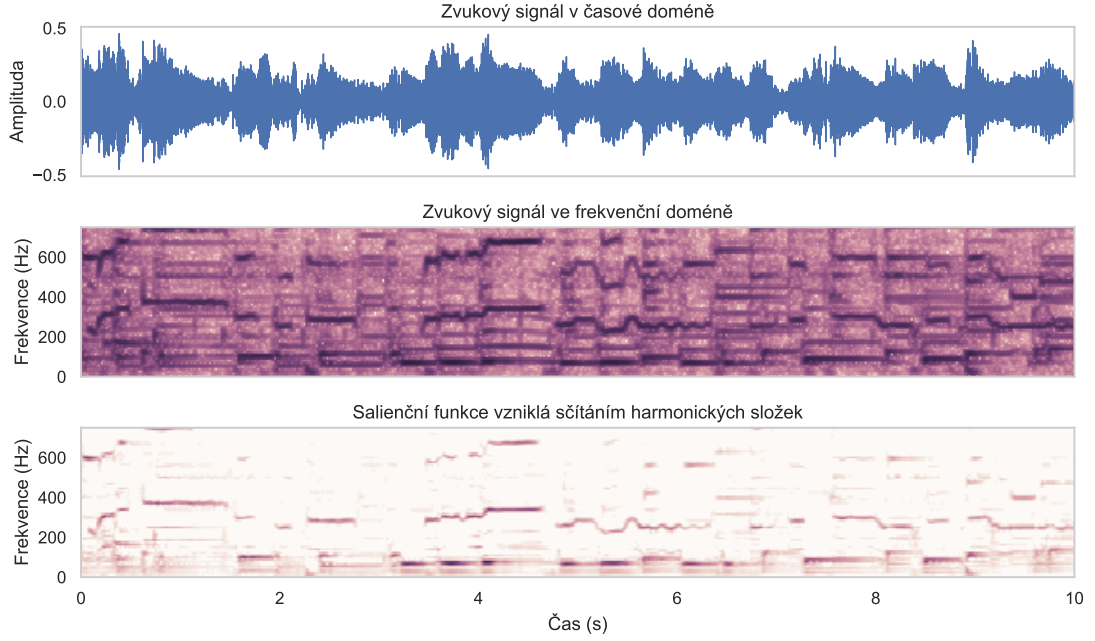 Zvukový signál v časové doméně
0.5
0.0
−0.5
Amplituda
Zvukový signál ve frekvenční doméně
600
400
200
0
Frekvence (Hz)
Salienční funkce vzniklá sčítáním harmonických složek
600
400
200
0
Frekvence (Hz)
0 2 4 6 8 10
Čas (s)